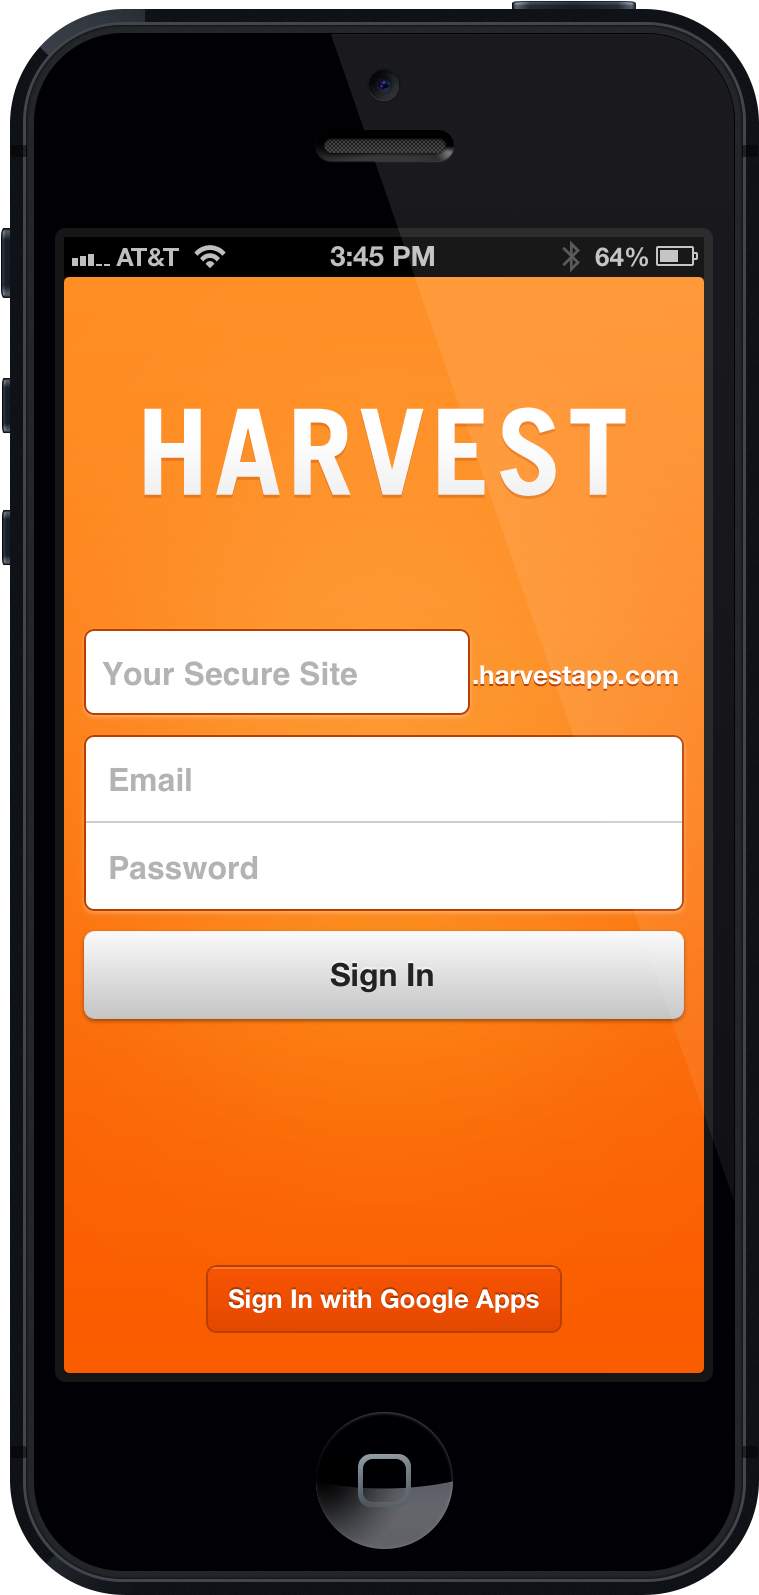 AT&T 3:45 PM 64%
HARVEST
Your Secure Site .harvestapp.com
Email
Password
Sign In
Sign In with Google Apps